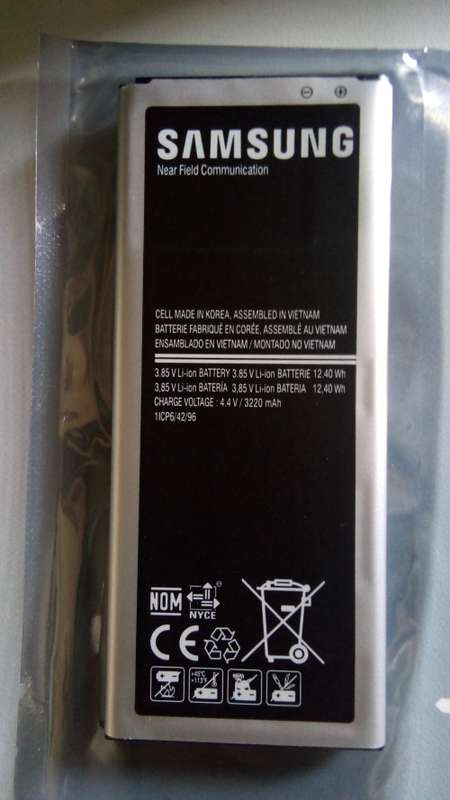 SAMSUNG
Near Field Communication
CELL MADE IN KOREA, ASSEMBLED IN VIETNAM
BATTERIE FABRIQUÉ EN CORÉE, ASSEMBLÉ AU VIETNAM
ENSAMBLADO EN VIETNAM / MONTADO NO VIETNAM
3.85 V Li-ion BATTERY 3.85 V Li-ion BATTERIE 12.40 Wh
3,85 V Li-ion BATERÍA 3,85 V Li-ion BATERIA 12,40 Wh
CHARGE VOLTAGE : 4.4 V / 3220 mAh
1ICP6/42/96
NOM
NYCE
CE
+45°C
+113°F